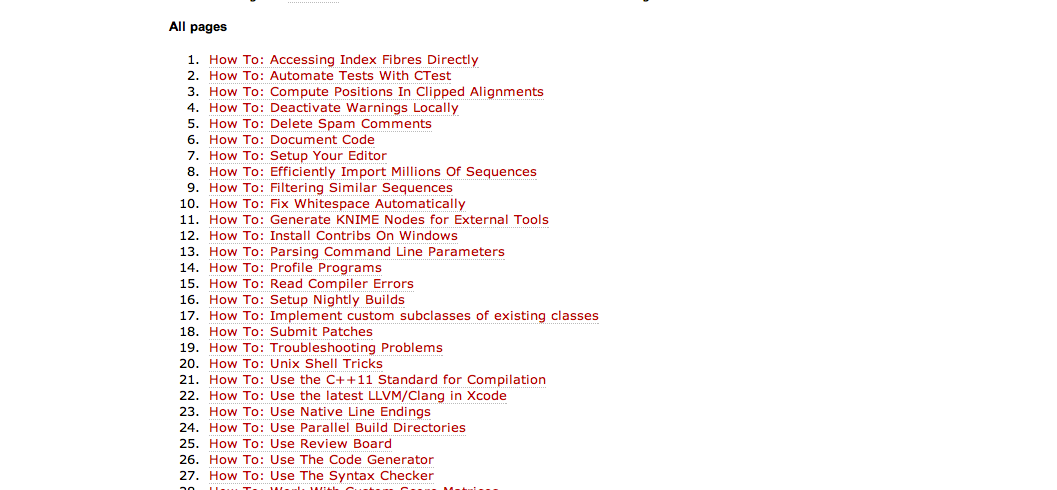 All pages
1. How To: Accessing Index Fibres Directly
2. How To: Automate Tests With CTest
3. How To: Compute Positions In Clipped Alignments
4. How To: Deactivate Warnings Locally
5. How To: Delete Spam Comments
6. How To: Document Code
7. How To: Setup Your Editor
8. How To: Efficiently Import Millions Of Sequences
9. How To: Filtering Similar Sequences
10. How To: Fix Whitespace Automatically
11. How To: Generate KNIME Nodes for External Tools
12. How To: Install Contribs On Windows
13. How To: Parsing Command Line Parameters
14. How To: Profile Programs
15. How To: Read Compiler Errors
16. How To: Setup Nightly Builds
17. How To: Implement custom subclasses of existing classes
18. How To: Submit Patches
19. How To: Troubleshooting Problems
20. How To: Unix Shell Tricks
21. How To: Use the C++11 Standard for Compilation
22. How To: Use the latest LLVM/Clang in Xcode
23. How To: Use Native Line Endings
24. How To: Use Parallel Build Directories
25. How To: Use Review Board
26. How To: Use The Code Generator
27. How To: Use The Syntax Checker
28. How To: Work With Custom Score Matrices